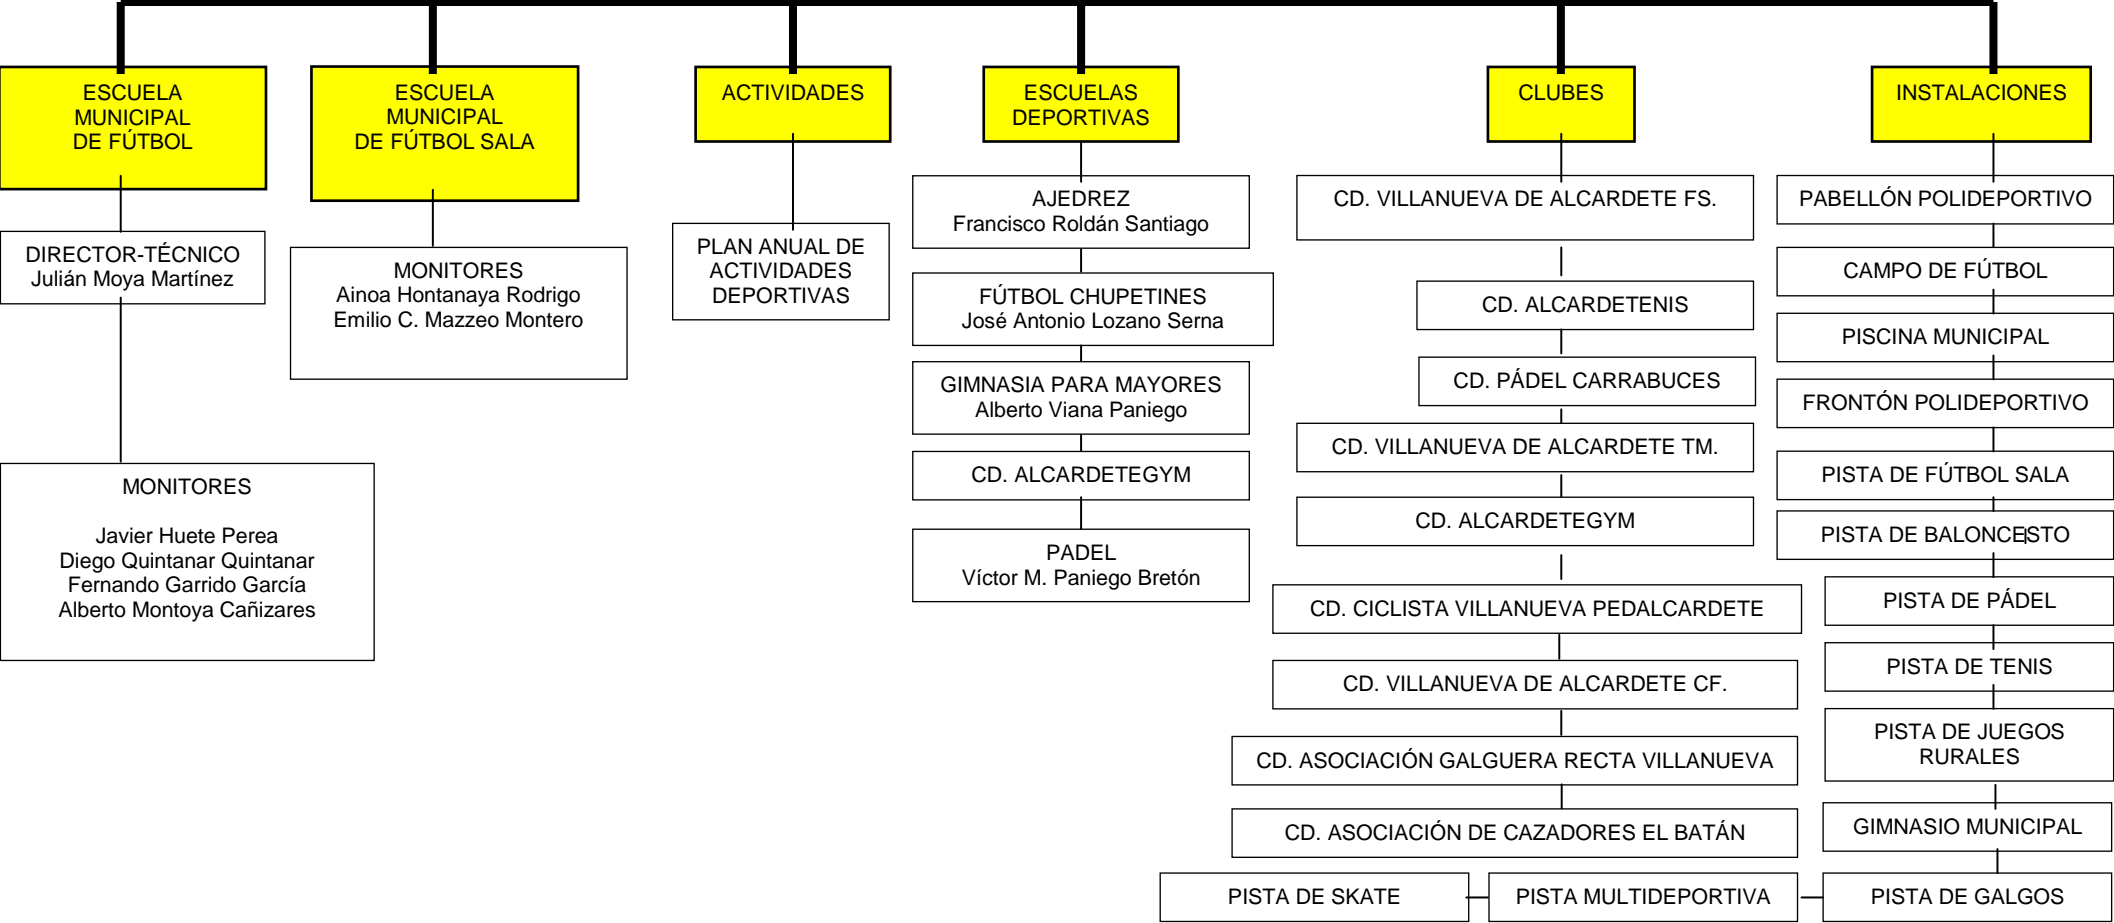 ESCUELA
MUNICIPAL
DE FÚTBOL
DIRECTOR-TÉCNICO
Julián Moya Martínez
MONITORES
Javier Huete Perea
Diego Quintanar Quintanar
Fernando Garrido García
Alberto Montoya Cañizares
ESCUELA
MUNICIPAL
DE FÚTBOL SALA
MONITORES
Ainoa Hontanaya Rodrigo
Emilio C. Mazzeo Montero
ACTIVIDADES
PLAN ANUAL DE
ACTIVIDADES
DEPORTIVAS
ESCUELAS
DEPORTIVAS
AJEDREZ
Francisco Roldán Santiago
FÚTBOL CHUPETINES
José Antonio Lozano Serna
GIMNASIA PARA MAYORES
Alberto Viana Paniego
CD. ALCARDETEGYM
PADEL
Víctor M. Paniego Bretón
CLUBES
CD. VILLANUEVA DE ALCARDETE FS.
CD. ALCARDETENIS
CD. PÁDEL CARRABUCES
CD. VILLANUEVA DE ALCARDETE TM.
CD. ALCARDETEGYM
CD. CICLISTA VILLANUEVA PEDALCARDETE
CD. VILLANUEVA DE ALCARDETE CF.
CD. ASOCIACIÓN GALGUERA RECTA VILLANUEVA
CD. ASOCIACIÓN DE CAZADORES EL BATÁN
INSTALACIONES
PABELLÓN POLIDEPORTIVO
CAMPO DE FÚTBOL
PISCINA MUNICIPAL
FRONTÓN POLIDEPORTIVO
PISTA DE FÚTBOL SALA
PISTA DE BALONCESTO
PISTA DE PÁDEL
PISTA DE TENIS
PISTA DE JUEGOS
RURALES
GIMNASIO MUNICIPAL
PISTA DE GALGOS
PISTA MULTIDEPORTIVA
PISTA DE SKATE